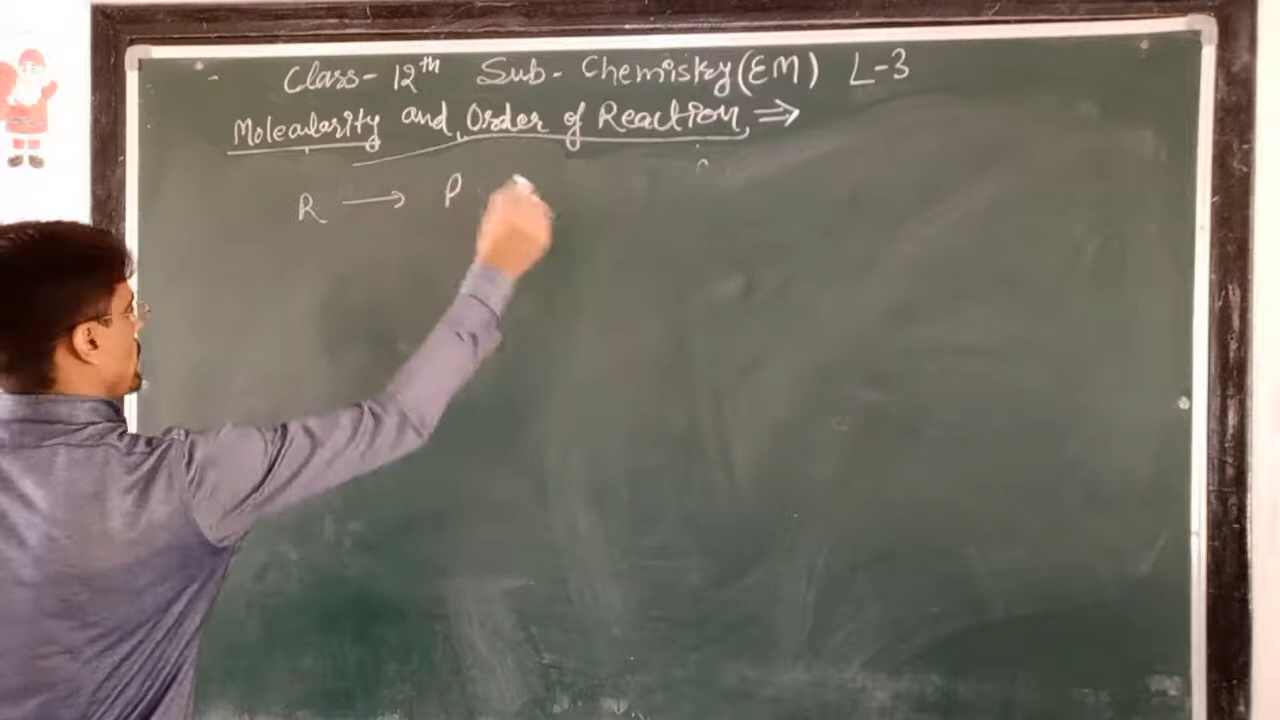 Class- 12th Sub- Chemistry (EM) L-3
Molecularity and Order of Reaction ⇒
R → P